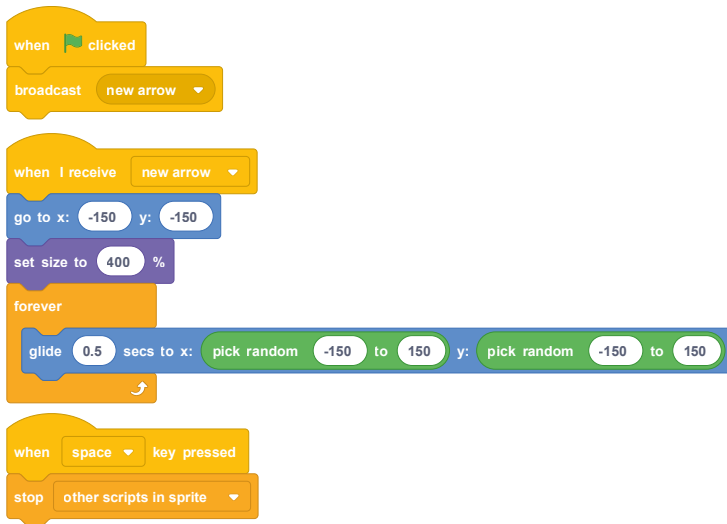 when clicked
broadcast new arrow
when I receive new arrow
go to x: -150 y: -150
set size to 400 %
forever
glide 0.5 secs to x: pick random -150 to 150 y: pick random -150 to 150
when space key pressed
stop other scripts in sprite